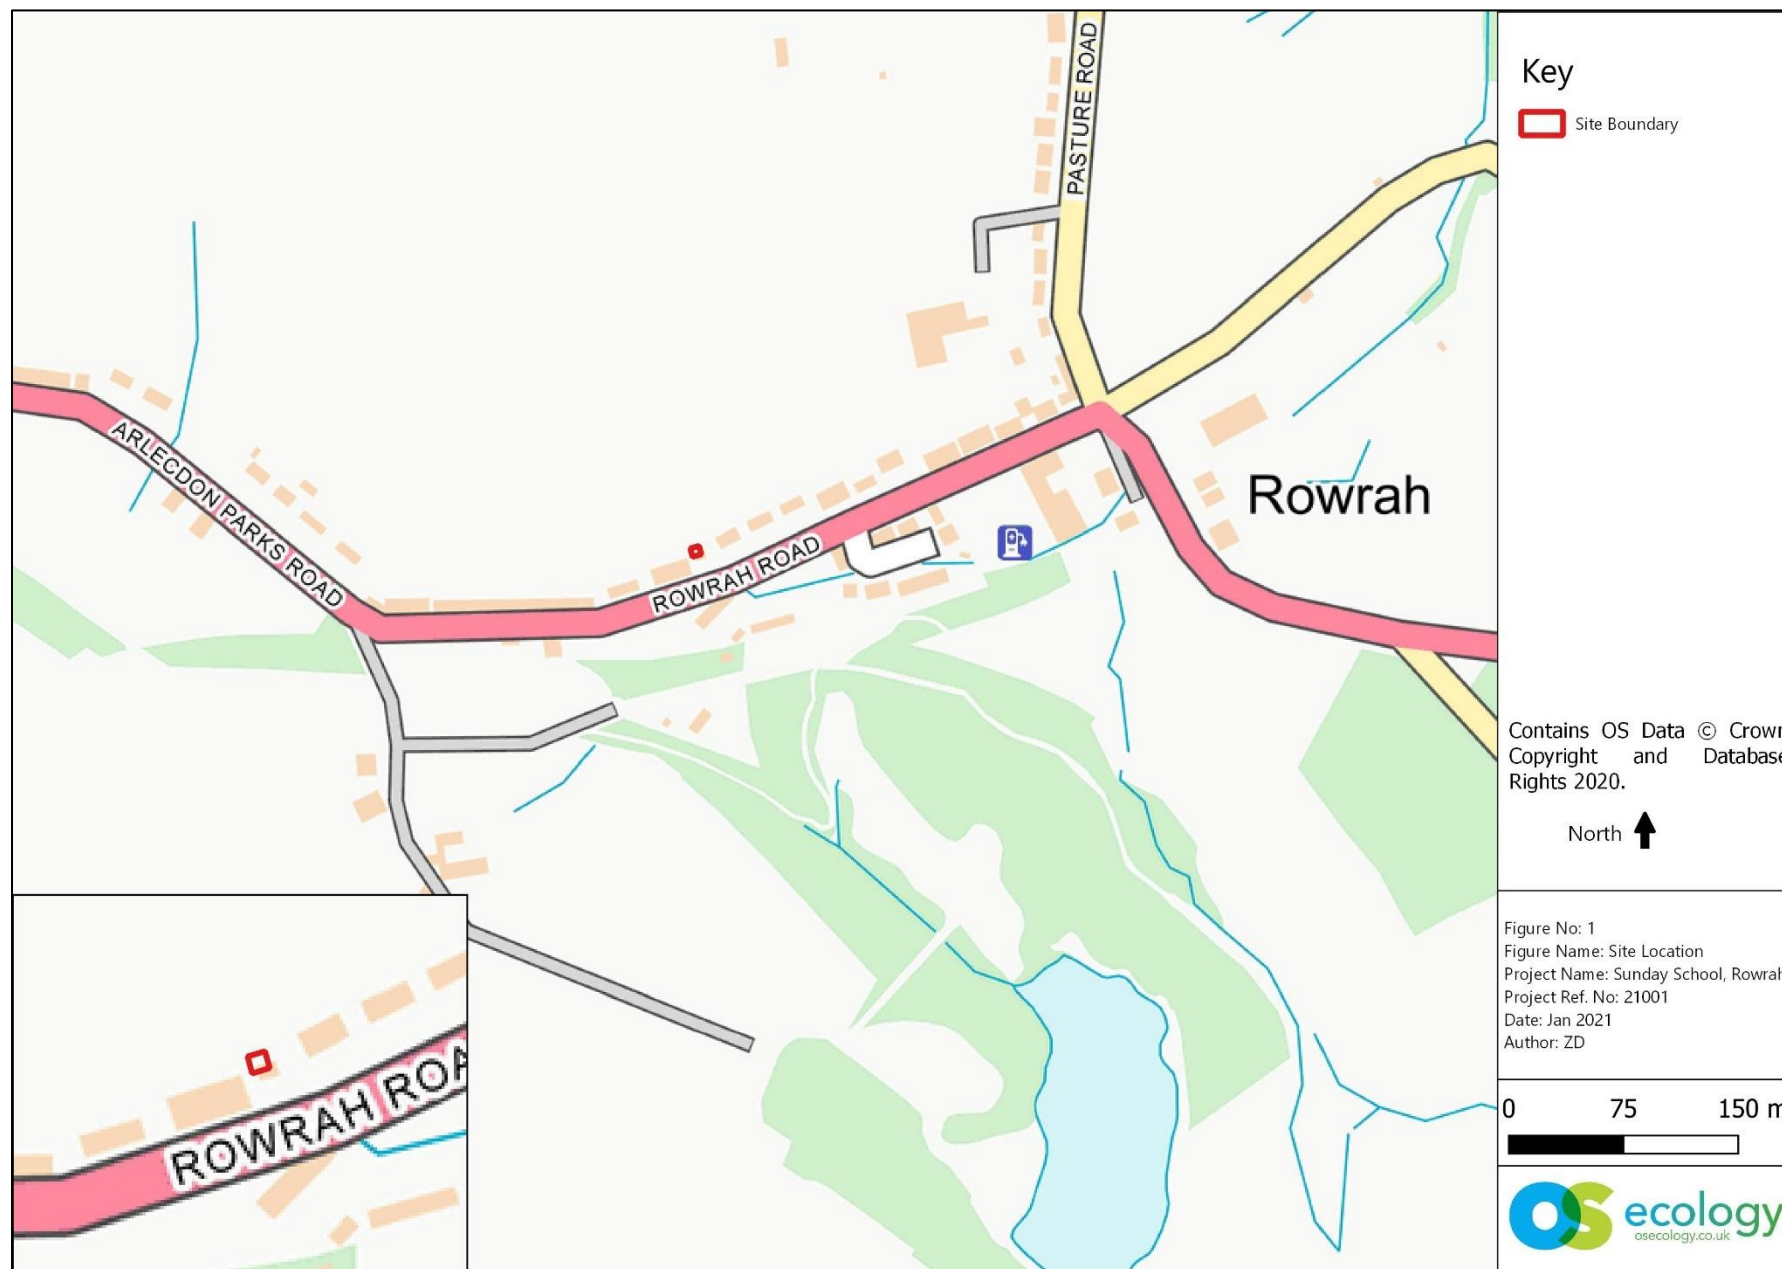 PASTURE ROAD
ARLECDON PARKS ROAD
ROWRAH ROAD
Rowrah
ROWRAH ROA
Key
Site Boundary
Contains OS Data © Crown
Copyright and Database
Rights 2020.
North
Figure No: 1
Figure Name: Site Location
Project Name: Sunday School, Rowrah
Project Ref. No: 21001
Date: Jan 2021
Author: ZD
0 75 150 m
OS ecology
osecology.co.uk